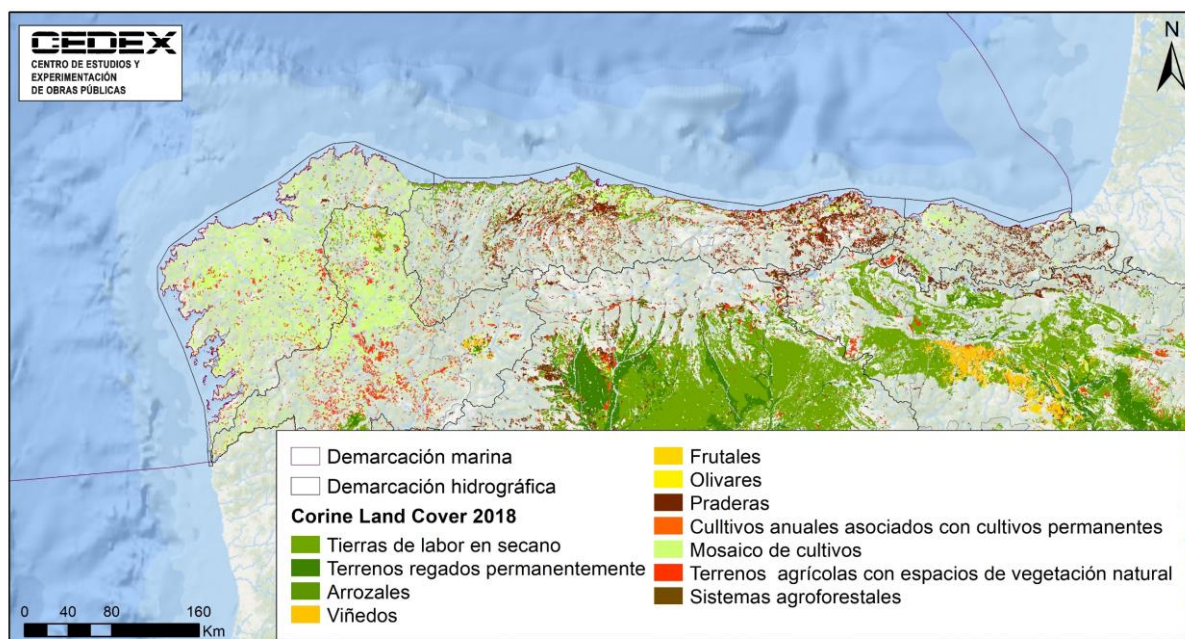 CEDEX
CENTRO DE ESTUDIOS Y
EXPERIMENTACIÓN
DE OBRAS PÚBLICAS
N
Demarcación marina
Demarcación hidrográfica
Corine Land Cover 2018
Tierras de labor en secano
Terrenos regados permanentemente
Arrozales
Viñedos
Frutales
Olivares
Praderas
Culltivos anuales asociados con cultivos permanentes
Mosaico de cultivos
Terrenos agrícolas con espacios de vegetación natural
Sistemas agroforestales
0 40 80 160
Km